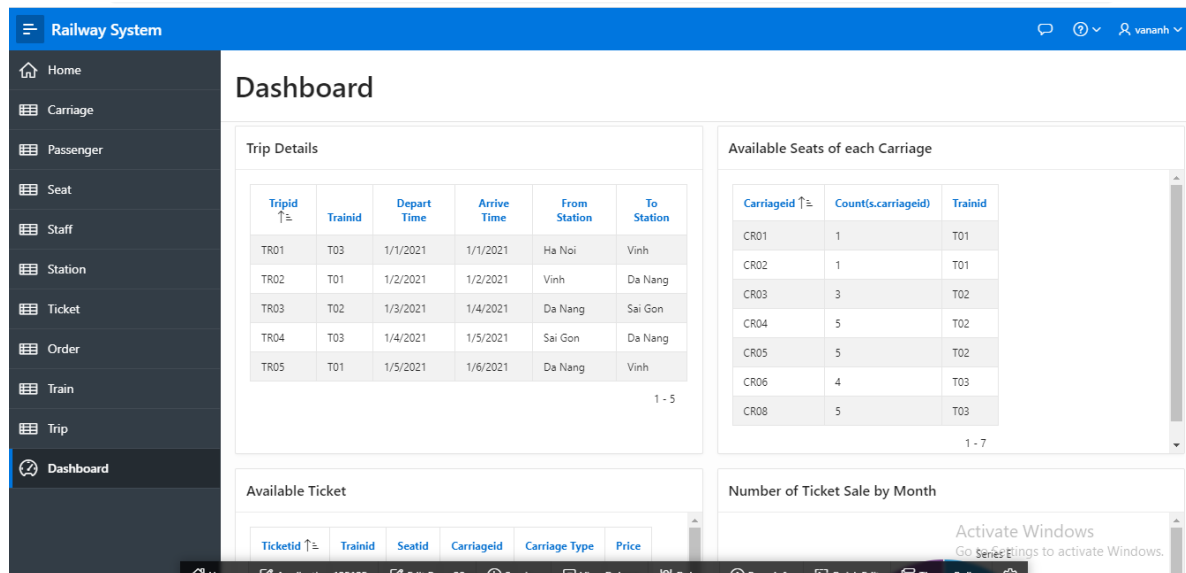 Railway System
vananh
Home
Carriage
Passenger
Seat
Staff
Station
Ticket
Order
Train
Trip
Dashboard
Dashboard
Trip Details
Tripid Trainid Depart Time Arrive Time From Station To Station
TR01 T03 1/1/2021 1/1/2021 Ha Noi Vinh
TR02 T01 1/2/2021 1/2/2021 Vinh Da Nang
TR03 T02 1/3/2021 1/4/2021 Da Nang Sai Gon
TR04 T03 1/4/2021 1/5/2021 Sai Gon Da Nang
TR05 T01 1/5/2021 1/6/2021 Da Nang Vinh
1 - 5
Available Seats of each Carriage
Carriageid Count(s.carriageid) Trainid
CR01 1 T01
CR02 1 T01
CR03 3 T02
CR04 5 T02
CR05 5 T02
CR06 4 T03
CR08 5 T03
1 - 7
Available Ticket
Ticketid Trainid Seatid Carriageid Carriage Type Price
Number of Ticket Sale by Month
Activate Windows
Go to Settings to activate Windows.